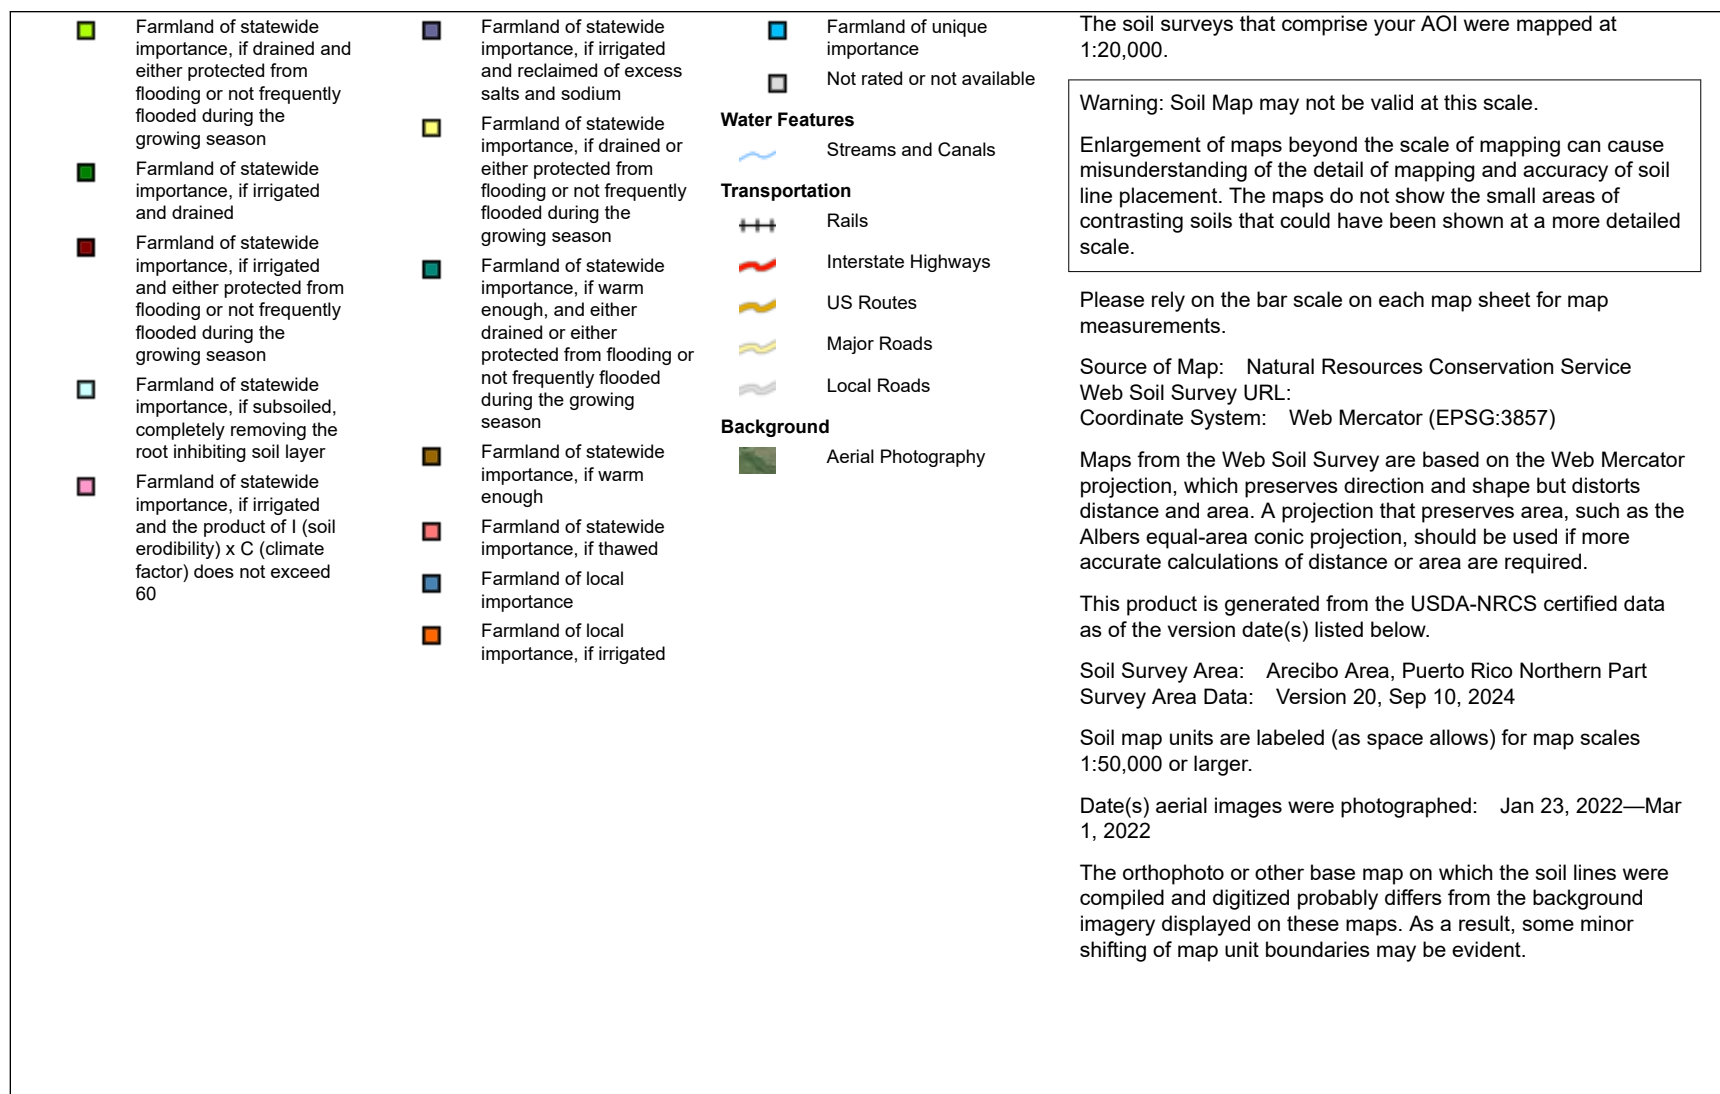 Farmland of statewide
importance, if drained and
either protected from
flooding or not frequently
flooded during the
growing season
Farmland of statewide
importance, if irrigated
and drained
Farmland of statewide
importance, if irrigated
and either protected from
flooding or not frequently
flooded during the
growing season
Farmland of statewide
importance, if subsoiled,
completely removing the
root inhibiting soil layer
Farmland of statewide
importance, if irrigated
and the product of I (soil
erodibility) x C (climate
factor) does not exceed
60
Farmland of statewide
importance, if irrigated
and reclaimed of excess
salts and sodium
Farmland of statewide
importance, if drained or
either protected from
flooding or not frequently
flooded during the
growing season
Farmland of statewide
importance, if warm
enough, and either
drained or either
protected from flooding or
not frequently flooded
during the growing
season
Farmland of statewide
importance, if warm
enough
Farmland of statewide
importance, if thawed
Farmland of local
importance
Farmland of local
importance, if irrigated
Farmland of unique
importance
Not rated or not available
Water Features
Streams and Canals
Transportation
Rails
Interstate Highways
US Routes
Major Roads
Local Roads
Background
Aerial Photography
The soil surveys that comprise your AOI were mapped at
1:20,000.
Warning: Soil Map may not be valid at this scale.
Enlargement of maps beyond the scale of mapping can cause
misunderstanding of the detail of mapping and accuracy of soil
line placement. The maps do not show the small areas of
contrasting soils that could have been shown at a more detailed
scale.
Please rely on the bar scale on each map sheet for map
measurements.
Source of Map: Natural Resources Conservation Service
Web Soil Survey URL:
Coordinate System: Web Mercator (EPSG:3857)
Maps from the Web Soil Survey are based on the Web Mercator
projection, which preserves direction and shape but distorts
distance and area. A projection that preserves area, such as the
Albers equal-area conic projection, should be used if more
accurate calculations of distance or area are required.
This product is generated from the USDA-NRCS certified data
as of the version date(s) listed below.
Soil Survey Area: Arecibo Area, Puerto Rico Northern Part
Survey Area Data: Version 20, Sep 10, 2024
Soil map units are labeled (as space allows) for map scales
1:50,000 or larger.
Date(s) aerial images were photographed: Jan 23, 2022—Mar
1, 2022
The orthophoto or other base map on which the soil lines were
compiled and digitized probably differs from the background
imagery displayed on these maps. As a result, some minor
shifting of map unit boundaries may be evident.